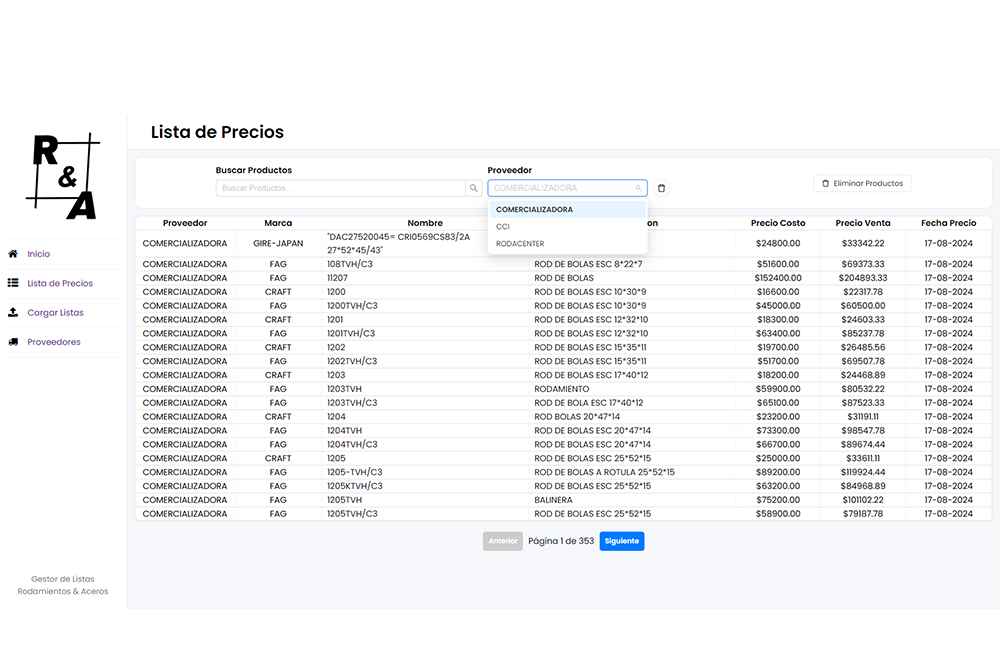 R
&
A
Inicio
Lista de Precios
Cargar Listas
Proveedores
Gestor de Listas
Rodamientos & Aceros
Lista de Precios
Buscar Productos
Buscar Productos...
Proveedor
COMERCIALIZADORA
COMERCIALIZADORA
CCI
RODACENTER
Eliminar Productos
Proveedor Marca Nombre on Precio Costo Precio Venta Fecha Precio
COMERCIALIZADORA GIRE-JAPAN "DAC27520045= CRI0569CS83/2A 27*52*45/43" $24800.00 $33342.22 17-08-2024
COMERCIALIZADORA FAG 108TVH/C3 ROD DE BOLAS ESC 8*22*7 $51600.00 $69373.33 17-08-2024
COMERCIALIZADORA FAG 11207 ROD DE BOLAS $152400.00 $204893.33 17-08-2024
COMERCIALIZADORA CRAFT 1200 ROD DE BOLAS ESC 10*30*9 $16600.00 $22317.78 17-08-2024
COMERCIALIZADORA FAG 1200TVH/C3 ROD DE BOLAS ESC 10*30*9 $45000.00 $60500.00 17-08-2024
COMERCIALIZADORA CRAFT 1201 ROD DE BOLAS ESC 12*32*10 $18300.00 $24603.33 17-08-2024
COMERCIALIZADORA FAG 1201TVH/C3 ROD DE BOLAS ESC 12*32*10 $63400.00 $85237.78 17-08-2024
COMERCIALIZADORA CRAFT 1202 ROD DE BOLAS ESC 15*35*11 $19700.00 $26485.56 17-08-2024
COMERCIALIZADORA FAG 1202TVH/C3 ROD DE BOLAS ESC 15*35*11 $51700.00 $69507.78 17-08-2024
COMERCIALIZADORA CRAFT 1203 ROD DE BOLAS ESC 17*40*12 $18200.00 $24468.89 17-08-2024
COMERCIALIZADORA FAG 1203TVH RODAMIENTO $59900.00 $80532.22 17-08-2024
COMERCIALIZADORA FAG 1203TVH/C3 ROD DE BOLA ESC 17*40*12 $65100.00 $87523.33 17-08-2024
COMERCIALIZADORA CRAFT 1204 ROD BOLAS 20*47*14 $23200.00 $31191.11 17-08-2024
COMERCIALIZADORA FAG 1204TVH ROD DE BOLAS ESC 20*47*14 $73300.00 $98547.78 17-08-2024
COMERCIALIZADORA FAG 1204TVH/C3 ROD DE BOLAS ESC 20*47*14 $66700.00 $89674.44 17-08-2024
COMERCIALIZADORA CRAFT 1205 ROD DE BOLAS ESC 25*52*15 $25000.00 $33611.11 17-08-2024
COMERCIALIZADORA FAG 1205-TVH/C3 ROD DE BOLAS A ROTULA 25*52*15 $89200.00 $119924.44 17-08-2024
COMERCIALIZADORA FAG 1205KTVH/C3 ROD DE BOLAS ESC 25*52*15 $63200.00 $84968.89 17-08-2024
COMERCIALIZADORA FAG 1205TVH BALINERA $75200.00 $101102.22 17-08-2024
COMERCIALIZADORA FAG 1205TVH/C3 ROD DE BOLAS ESC 25*52*15 $58900.00 $79187.78 17-08-2024
Anterior Página 1 de 353 Siguiente